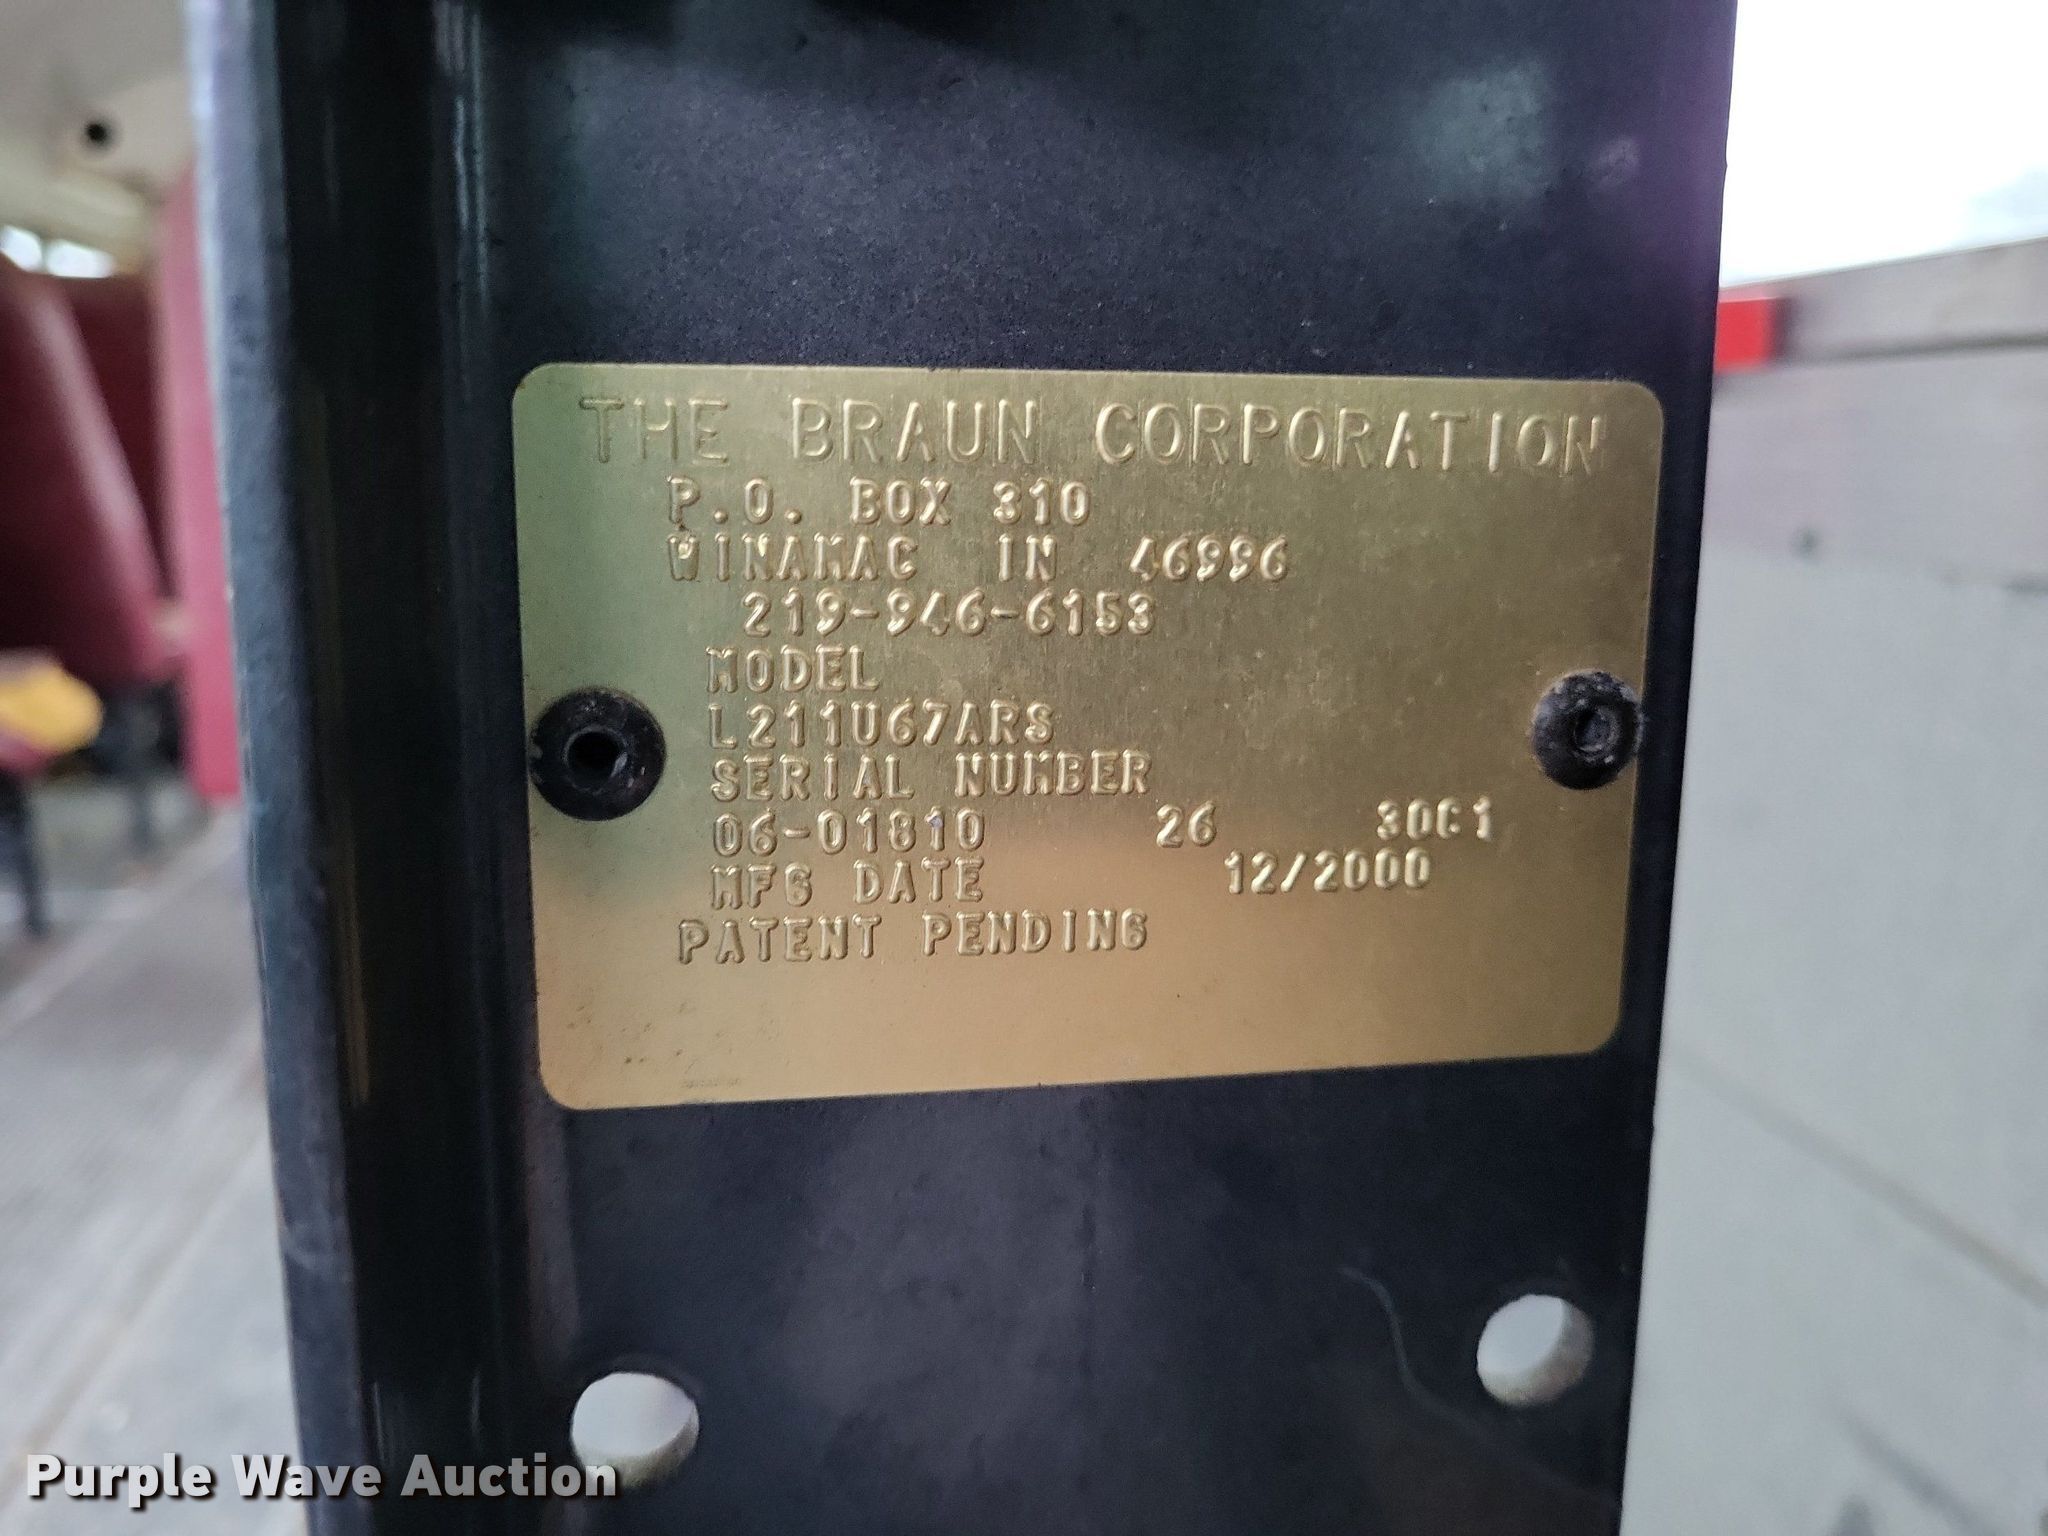 THE BRAUN CORPORATION
P.O. BOX 310
WINAMAC IN 46996
219-946-6153
MODEL
L211U67ARS
SERIAL NUMBER
06-01810 26 30C1
MFG DATE 12/2000
PATENT PENDING
Purple Wave Auction